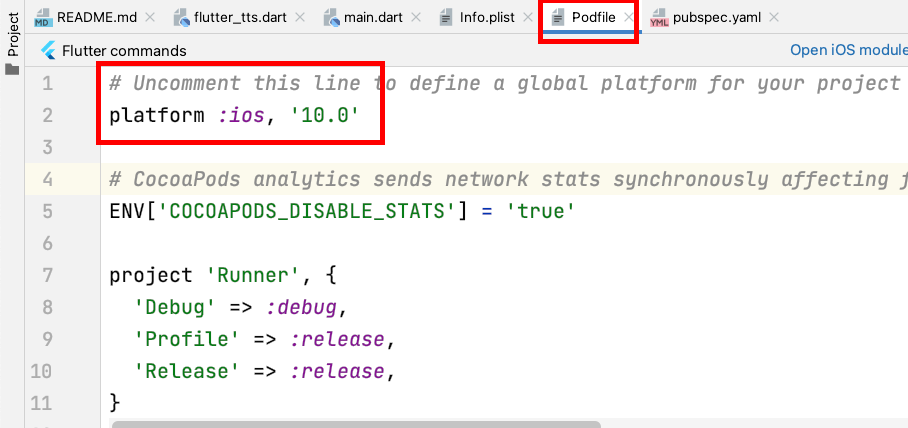 Project
README.md
flutter_tts.dart
main.dart
Info.plist
Podfile
pubspec.yaml
Flutter commands
Open iOS module
1 # Uncomment this line to define a global platform for your project
2 platform :ios, '10.0'
3
4 # CocoaPods analytics sends network stats synchronously affecting f
5 ENV['COCOAPODS_DISABLE_STATS'] = 'true'
6
7 project 'Runner', {
8 'Debug' => :debug,
9 'Profile' => :release,
10 'Release' => :release,
11 }